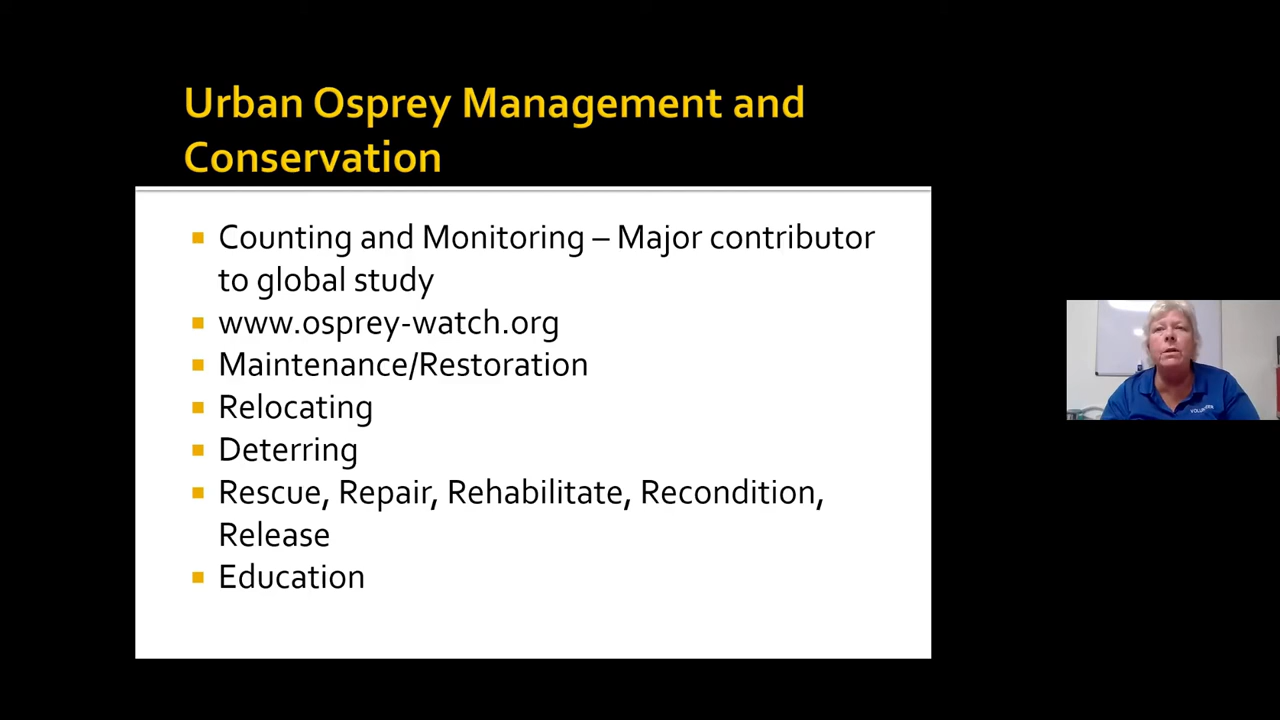 Urban Osprey Management and
Conservation
Counting and Monitoring – Major contributor
to global study
www.osprey-watch.org
Maintenance/Restoration
Relocating
Deterring
Rescue, Repair, Rehabilitate, Recondition,
Release
Education
VOLUNTEER